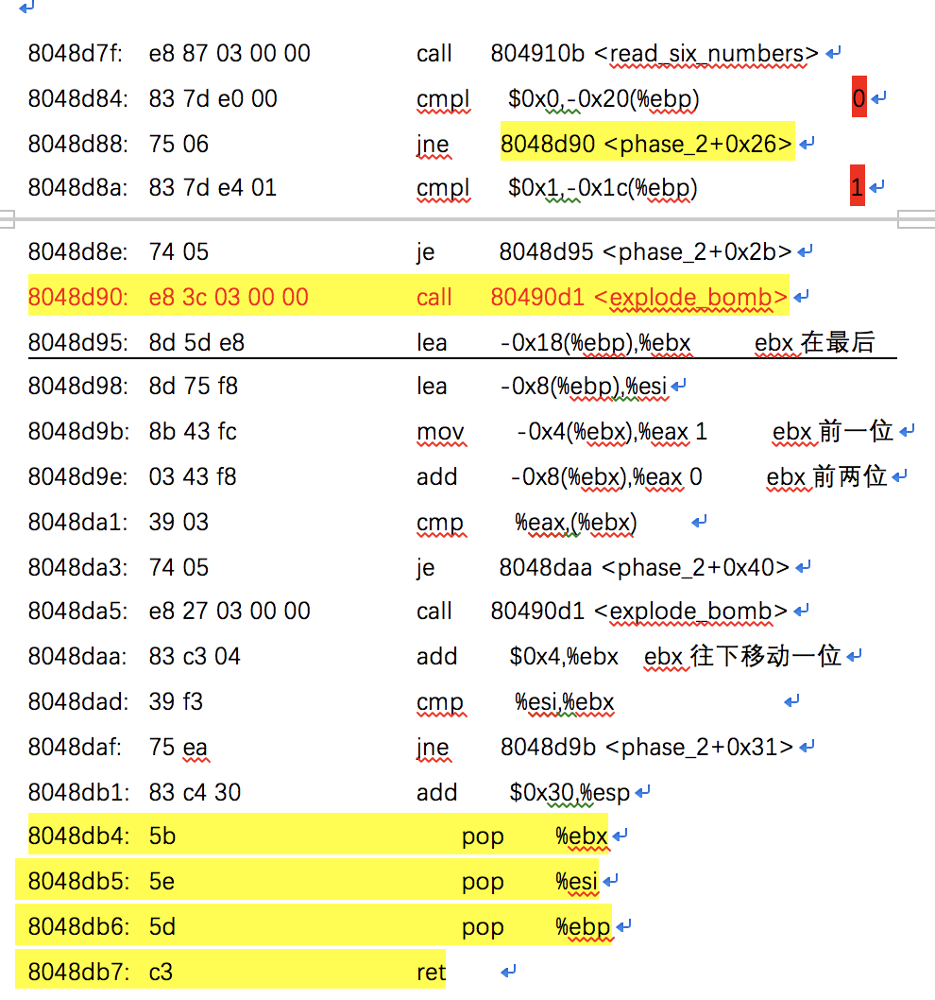 8048d7f: e8 87 03 00 00 call 804910b <read_six_numbers>
8048d84: 83 7d e0 00 cmpl $0x0,-0x20(%ebp) 0
8048d88: 75 06 jne 8048d90 <phase_2+0x26>
8048d8a: 83 7d e4 01 cmpl $0x1,-0x1c(%ebp) 1
8048d8e: 74 05 je 8048d95 <phase_2+0x2b>
8048d90: e8 3c 03 00 00 call 80490d1 <explode_bomb>
8048d95: 8d 5d e8 lea -0x18(%ebp),%ebx ebx 在最后
8048d98: 8d 75 f8 lea -0x8(%ebp),%esi
8048d9b: 8b 43 fc mov -0x4(%ebx),%eax 1 ebx 前一位
8048d9e: 03 43 f8 add -0x8(%ebx),%eax 0 ebx 前两位
8048da1: 39 03 cmp %eax,(%ebx)
8048da3: 74 05 je 8048daa <phase_2+0x40>
8048da5: e8 27 03 00 00 call 80490d1 <explode_bomb>
8048daa: 83 c3 04 add $0x4,%ebx ebx 往下移动一位
8048dad: 39 f3 cmp %esi,%ebx
8048daf: 75 ea jne 8048d9b <phase_2+0x31>
8048db1: 83 c4 30 add $0x30,%esp
8048db4: 5b pop %ebx
8048db5: 5e pop %esi
8048db6: 5d pop %ebp
8048db7: c3 ret